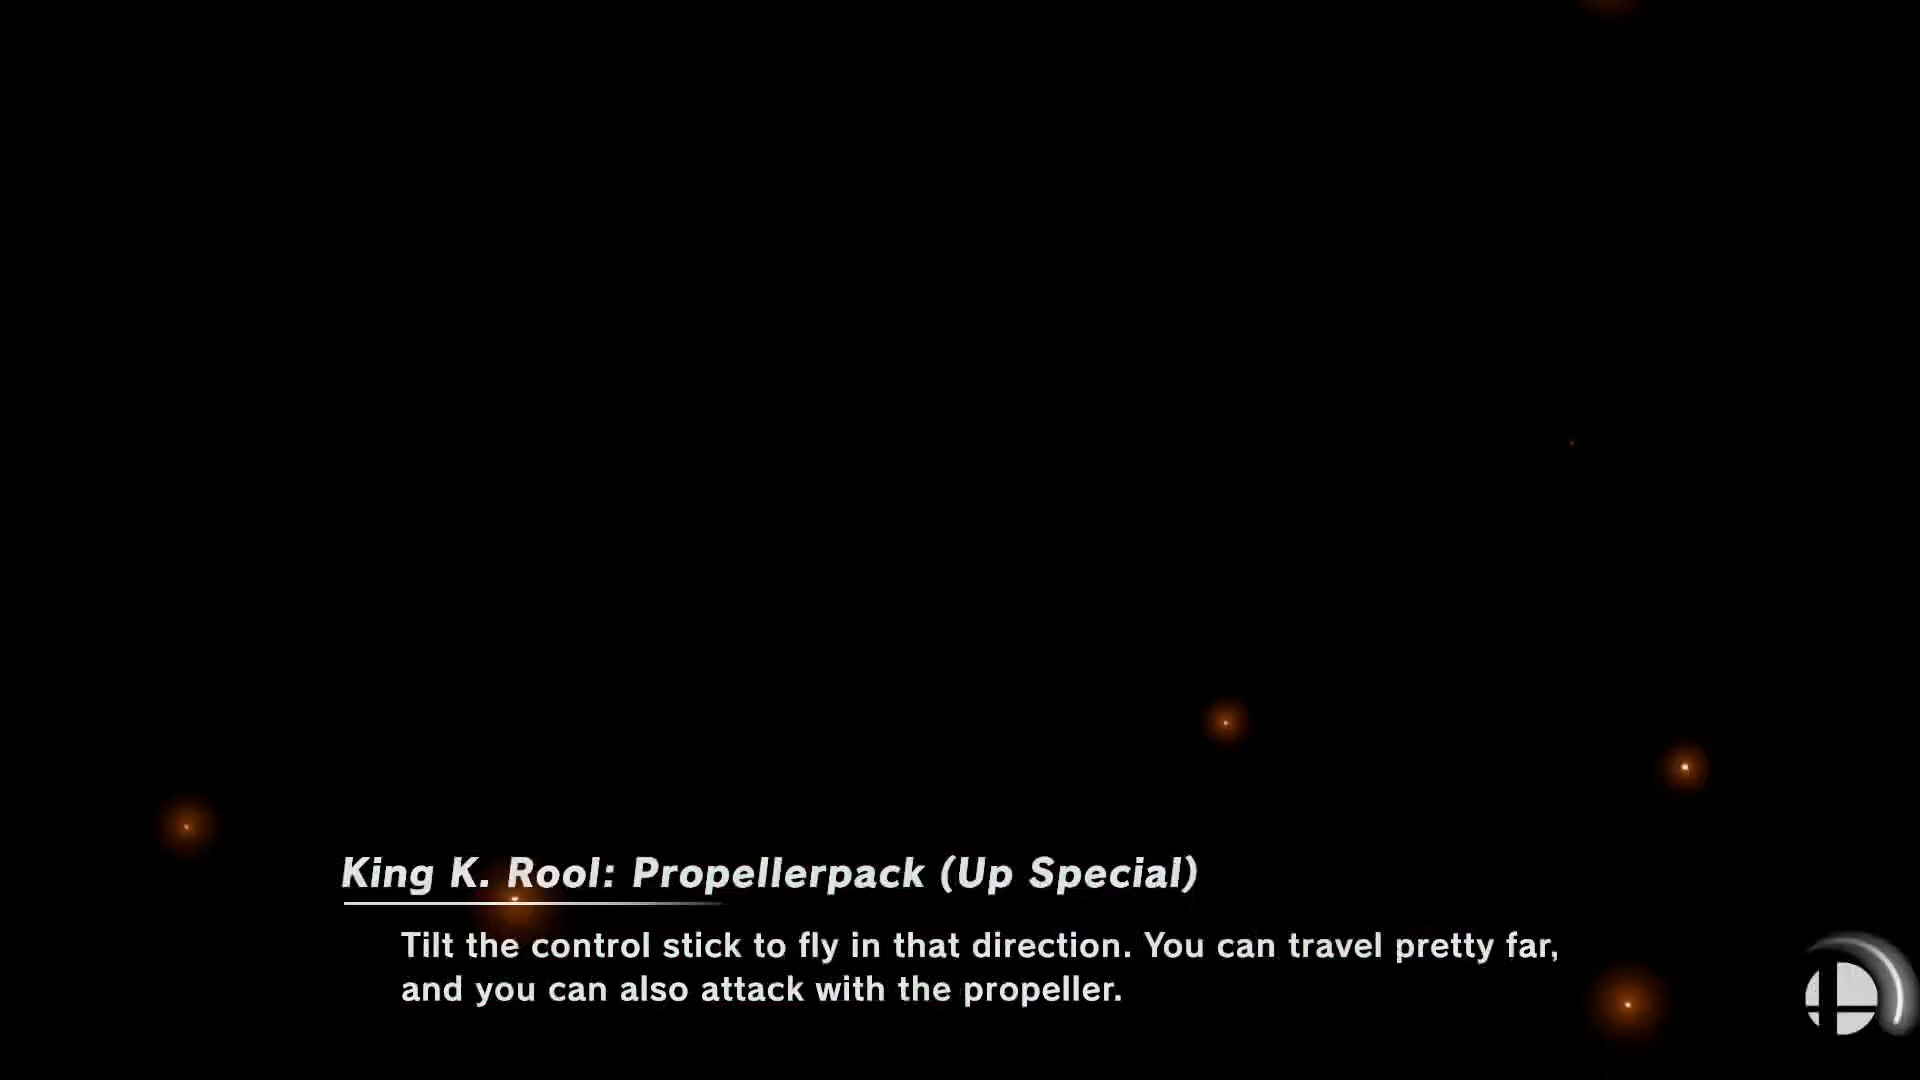 King K. Rool: Propellerpack (Up Special)
Tilt the control stick to fly in that direction. You can travel pretty far,
and you can also attack with the propeller.